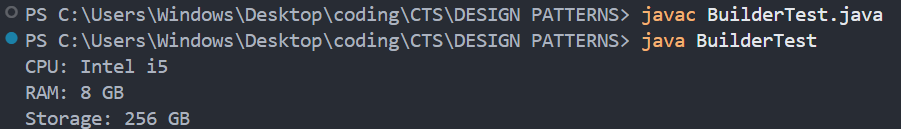 PS C:\Users\Windows\Desktop\coding\CTS\DESIGN PATTERNS> javac BuilderTest.java
PS C:\Users\Windows\Desktop\coding\CTS\DESIGN PATTERNS> java BuilderTest
CPU: Intel i5
RAM: 8 GB
Storage: 256 GB